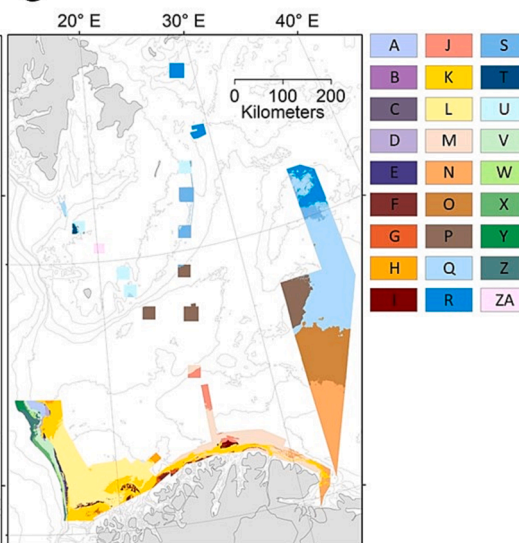 20° E 30° E 40° E
0 100 200
Kilometers
A J S
B K T
C L U
D M V
E N W
F O X
G P Y
H Q Z
I R ZA